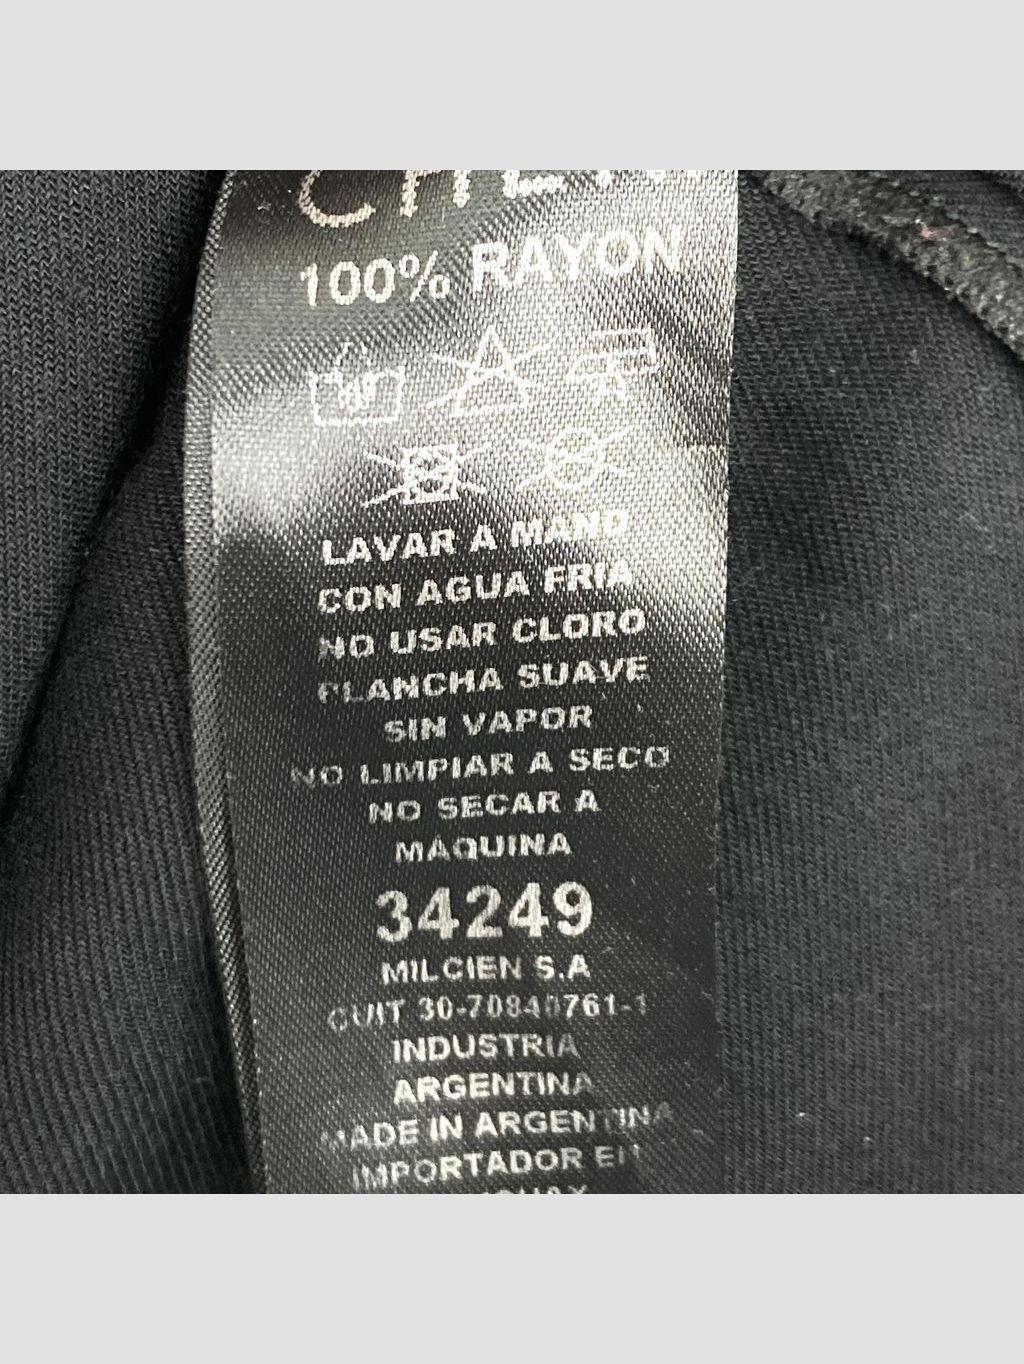 100% RAYON
LAVAR A MANO
CON AGUA FRIA
NO USAR CLORO
PLANCHA SUAVE
SIN VAPOR
NO LIMPIAR A SECO
NO SECAR A
MÁQUINA
34249
MILCIEN S.A
CUIT 30-70840761-1
INDUSTRIA
ARGENTINA
MADE IN ARGENTINA
IMPORTADOR EN